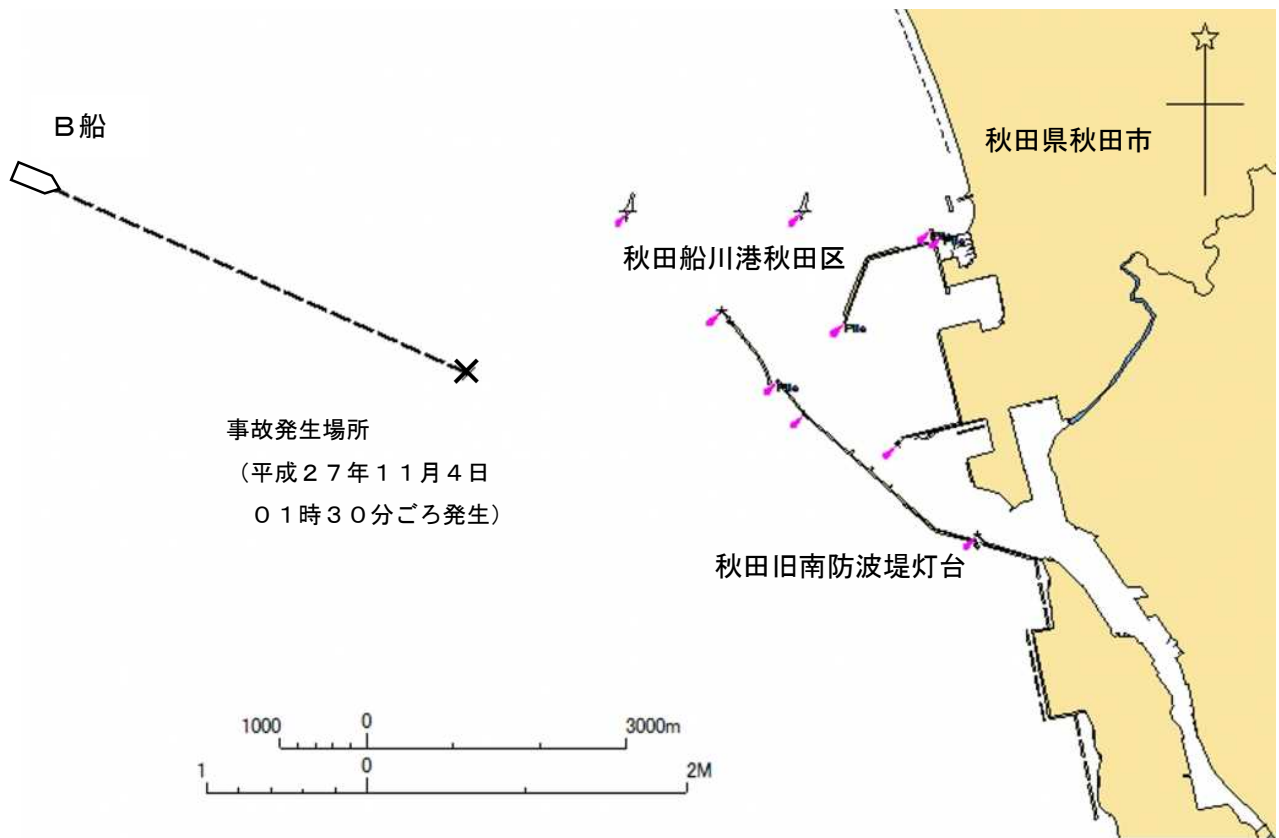 B船
秋田県秋田市
秋田船川港秋田区
Pile
Pile
事故発生場所
(平成27年11月4日
01時30分ごろ発生)
秋田旧南防波堤灯台
1000 0 3000m
1 0 2M